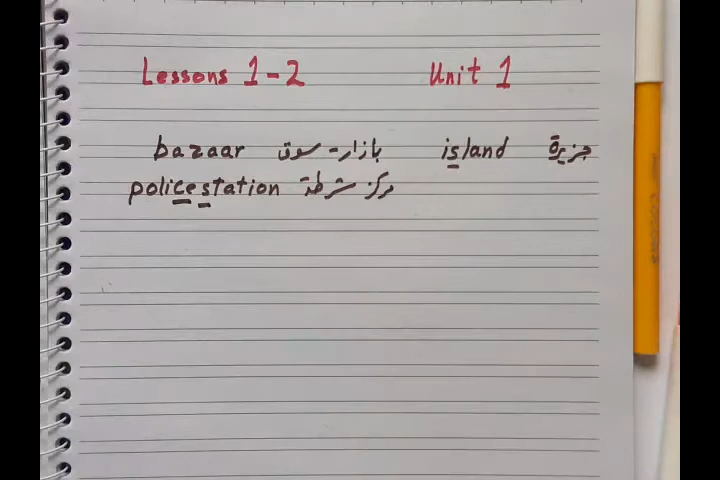 Lessons 1-2 Unit 1
bazaar بازار - سوق island جزيرة
policestation مركز شرطة